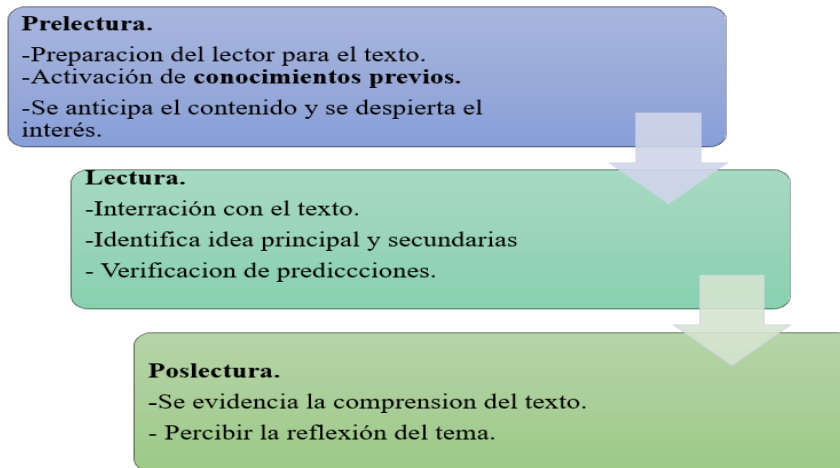 Prelectura.
-Preparacion del lector para el texto.
-Activación de conocimientos previos.
-Se anticipa el contenido y se despierta el
interés.
Lectura.
-Interración con el texto.
-Identifica idea principal y secundarias
- Verificacion de prediccciones.
Poslectura.
-Se evidencia la comprension del texto.
- Percibir la reflexión del tema.